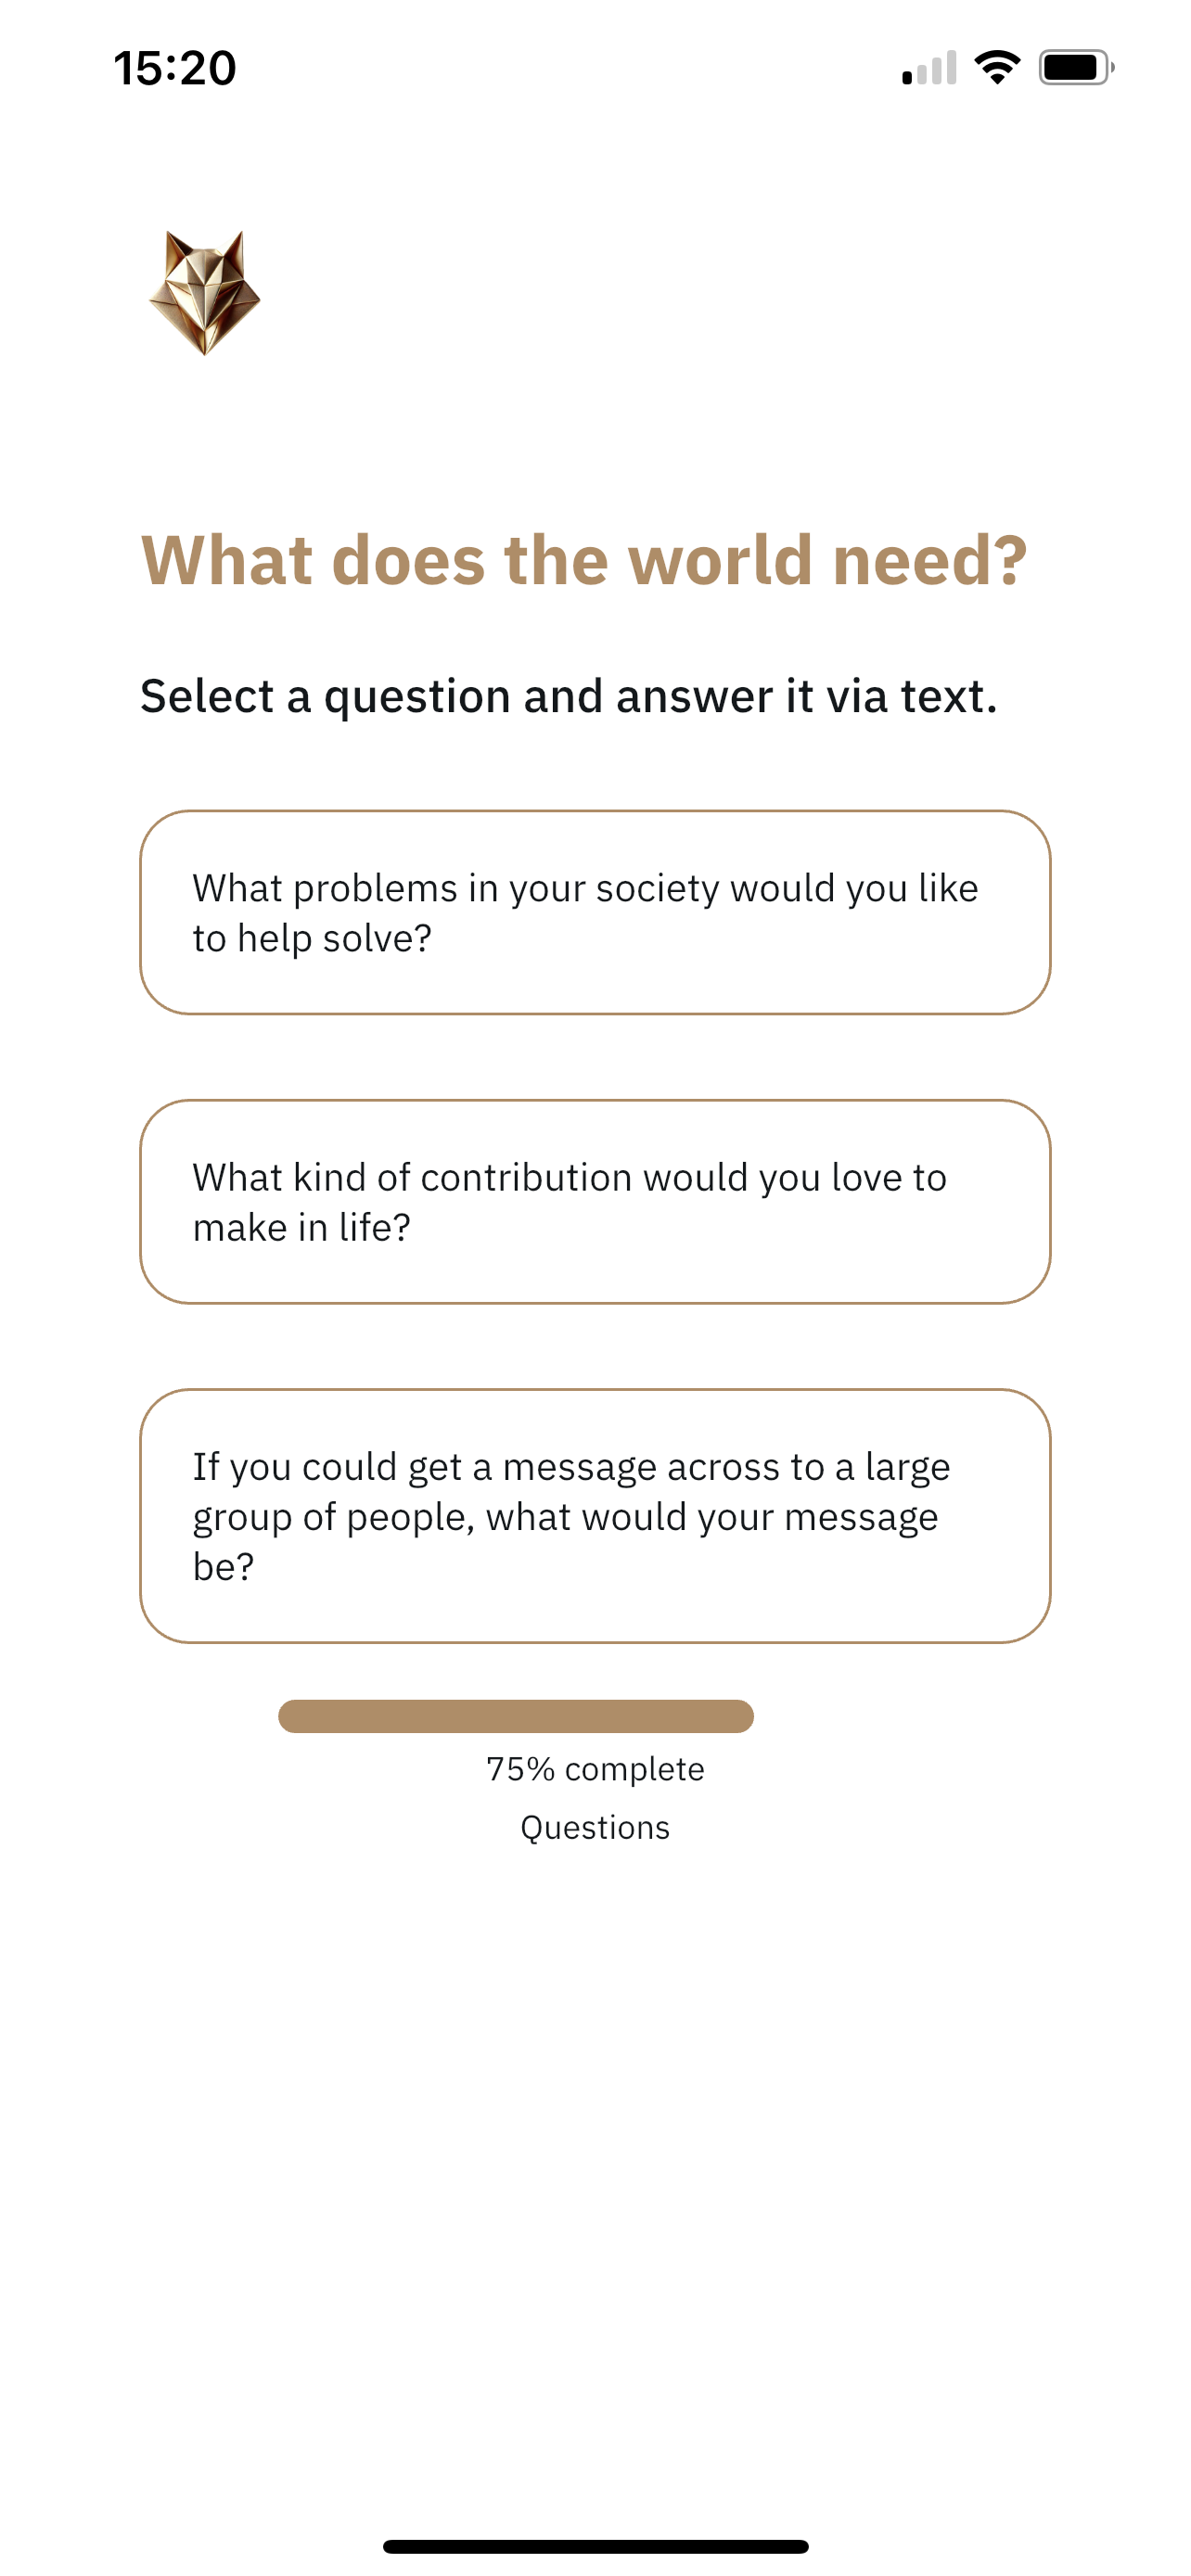 15:20
What does the world need?
Select a question and answer it via text.
What problems in your society would you like
to help solve?
What kind of contribution would you love to
make in life?
If you could get a message across to a large
group of people, what would your message
be?
75% complete
Questions